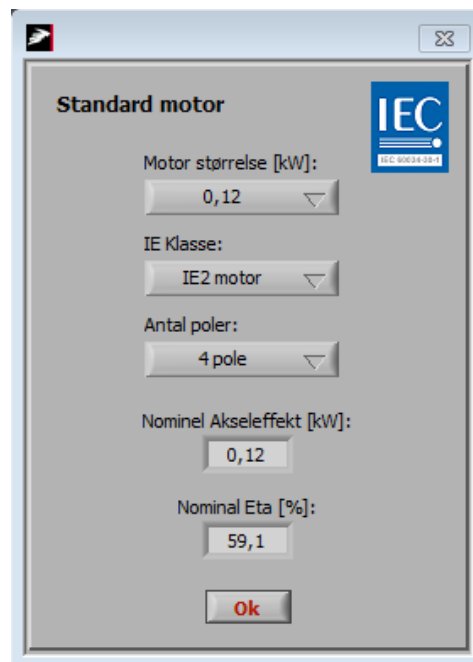 Standard motor
IEC
IEC 60034-30-1
Motor størrelse [kW]:
0,12
IE Klasse:
IE2 motor
Antal poler:
4 pole
Nominel Akseleffekt [kW]:
0,12
Nominal Eta [%]:
59,1
Ok